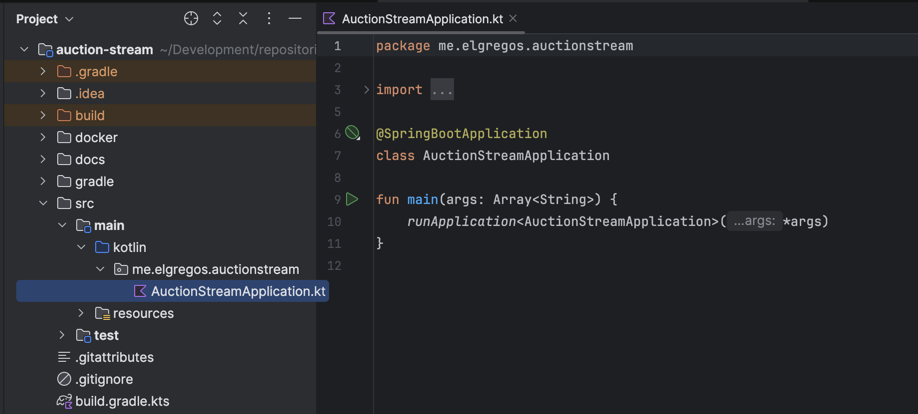 Project
auction-stream ~/Development/repositori
.gradle
.idea
build
docker
docs
gradle
src
main
kotlin
me.elgregos.auctionstream
AuctionStreamApplication.kt
resources
test
.gitattributes
.gitignore
build.gradle.kts
AuctionStreamApplication.kt
1 package me.elgregos.auctionstream
2
3 import ...
5
6 @SpringBootApplication
7 class AuctionStreamApplication
8
9 fun main(args: Array<String>) {
10 runApplication<AuctionStreamApplication>(...args: *args)
11 }
12